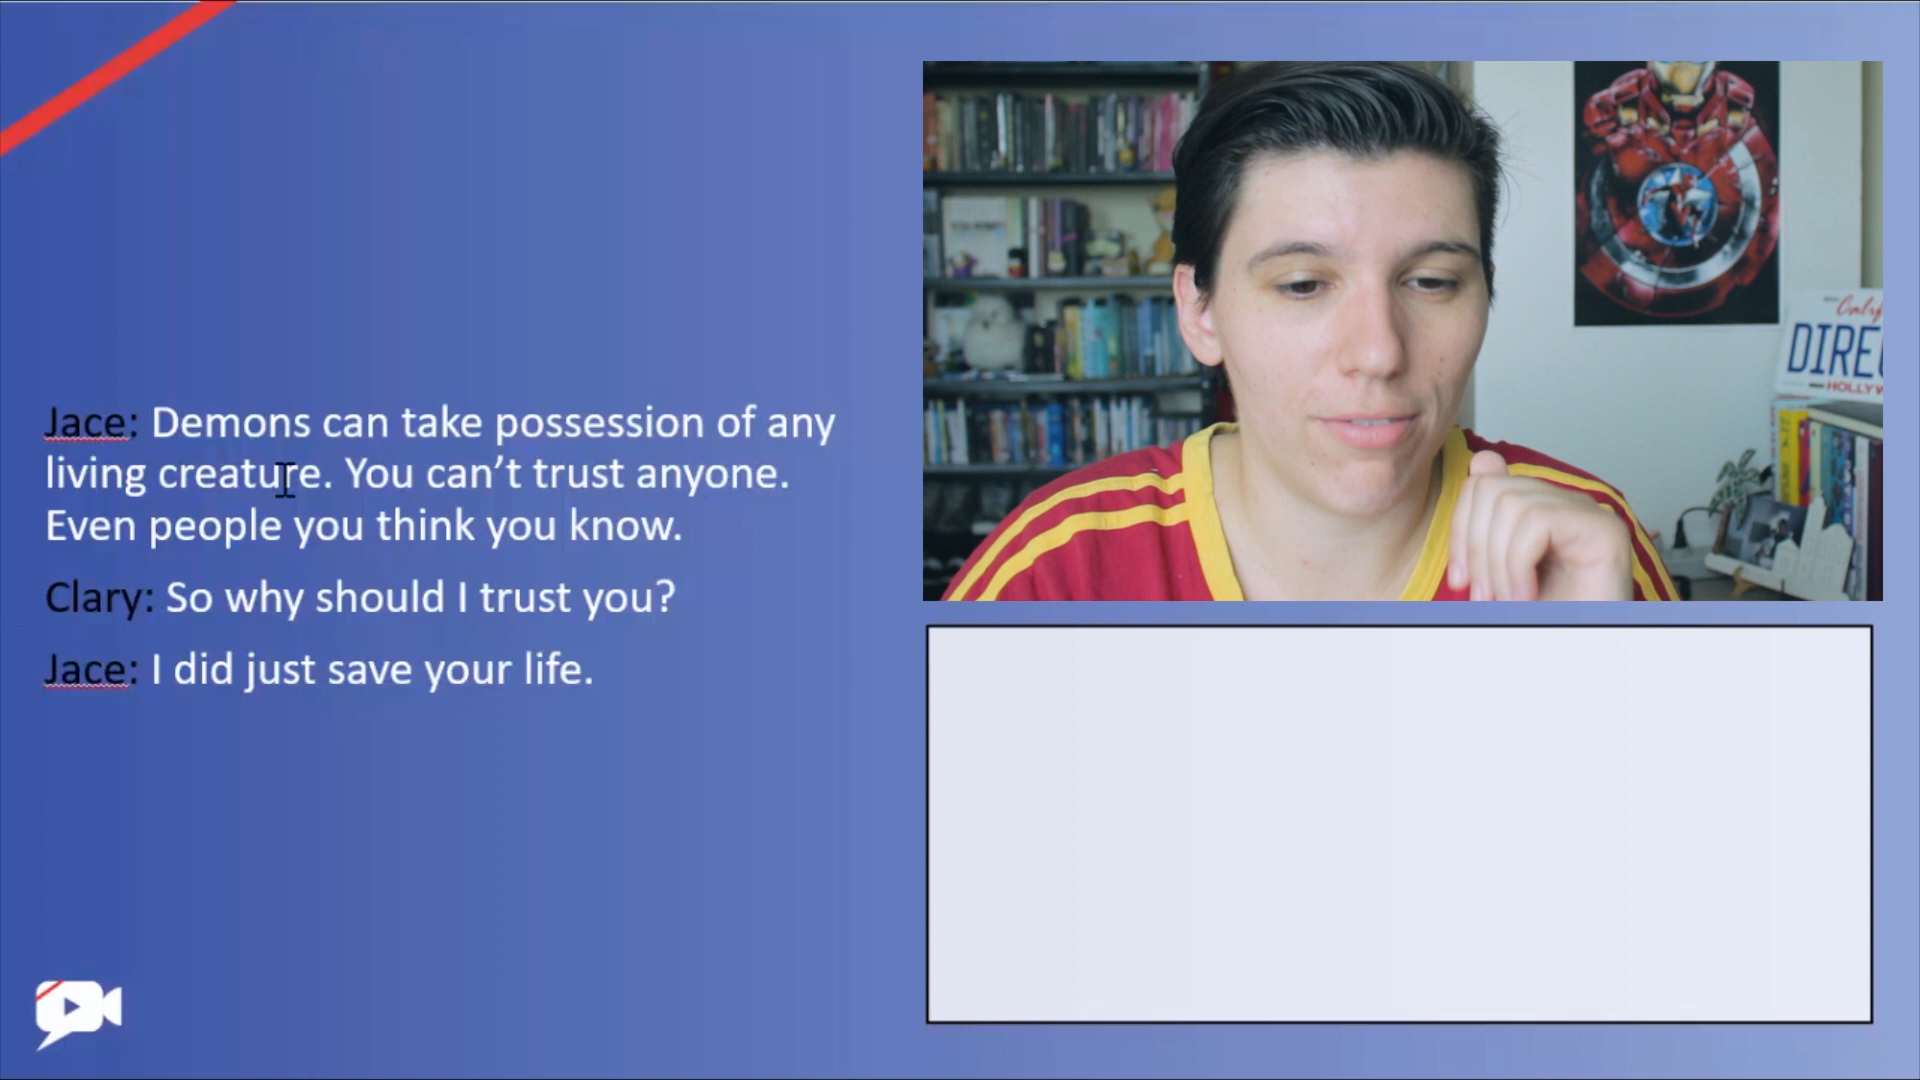 Jace: Demons can take possession of any
living creature. You can’t trust anyone.
Even people you think you know.
Clary: So why should I trust you?
Jace: I did just save your life.
DIRE